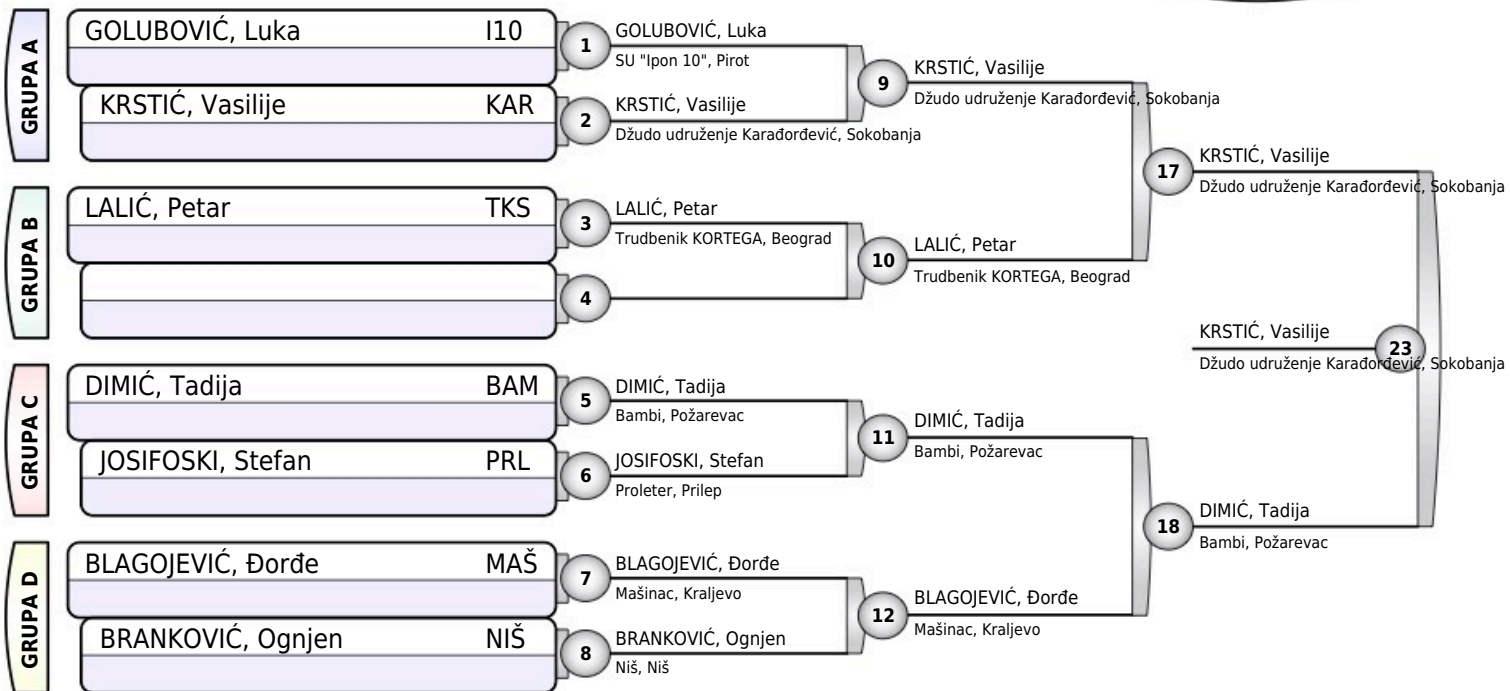 GRUPA A
GOLUBOVIĆ, Luka I10
KRSTIĆ, Vasilije KAR
GRUPA B
LALIĆ, Petar TKS
GRUPA C
DIMIĆ, Tadija BAM
JOSIFOSKI, Stefan PRL
GRUPA D
BLAGOJEVIĆ, Đorđe MAŠ
BRANKOVIĆ, Ognjen NIŠ
1
GOLUBOVIĆ, Luka
SU "Ipon 10", Pirot
2
KRSTIĆ, Vasilije
Džudo udruženje Karađorđević, Sokobanja
3
LALIĆ, Petar
Trudbenik KORTEGA, Beograd
4
5
DIMIĆ, Tadija
Bambi, Požarevac
6
JOSIFOSKI, Stefan
Proleter, Prilep
7
BLAGOJEVIĆ, Đorđe
Mašinac, Kraljevo
8
BRANKOVIĆ, Ognjen
Niš, Niš
9
KRSTIĆ, Vasilije
Džudo udruženje Karađorđević, Sokobanja
10
LALIĆ, Petar
Trudbenik KORTEGA, Beograd
11
DIMIĆ, Tadija
Bambi, Požarevac
12
BLAGOJEVIĆ, Đorđe
Mašinac, Kraljevo
17
KRSTIĆ, Vasilije
Džudo udruženje Karađorđević, Sokobanja
18
DIMIĆ, Tadija
Bambi, Požarevac
KRSTIĆ, Vasilije
23
Džudo udruženje Karađorđević, Sokobanja